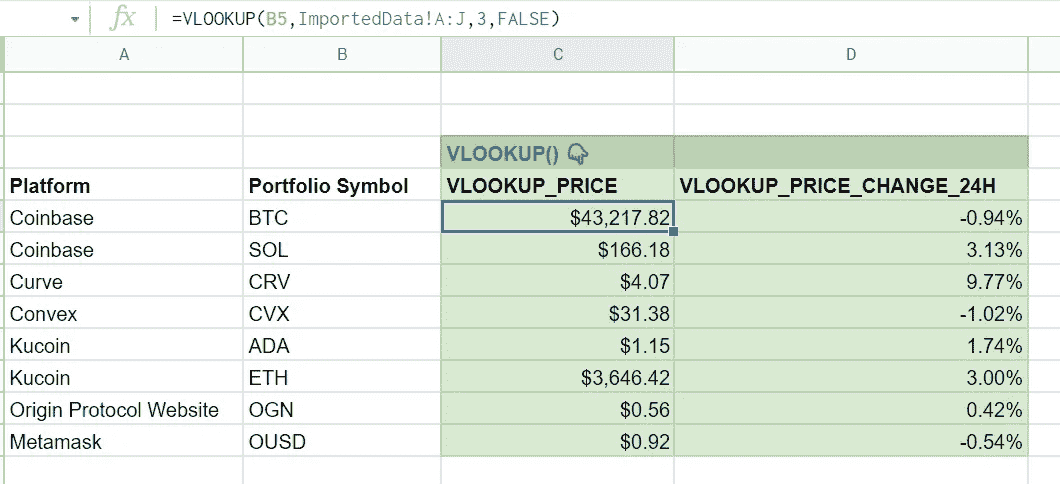 fx =VLOOKUP(B5,ImportedData!A:J,3,FALSE)
A B C D
VLOOKUP()
Platform Portfolio Symbol VLOOKUP_PRICE VLOOKUP_PRICE_CHANGE_24H
Coinbase BTC $43,217.82 -0.94%
Coinbase SOL $166.18 3.13%
Curve CRV $4.07 9.77%
Convex CVX $31.38 -1.02%
Kucoin ADA $1.15 1.74%
Kucoin ETH $3,646.42 3.00%
Origin Protocol Website OGN $0.56 0.42%
Metamask OUSD $0.92 -0.54%